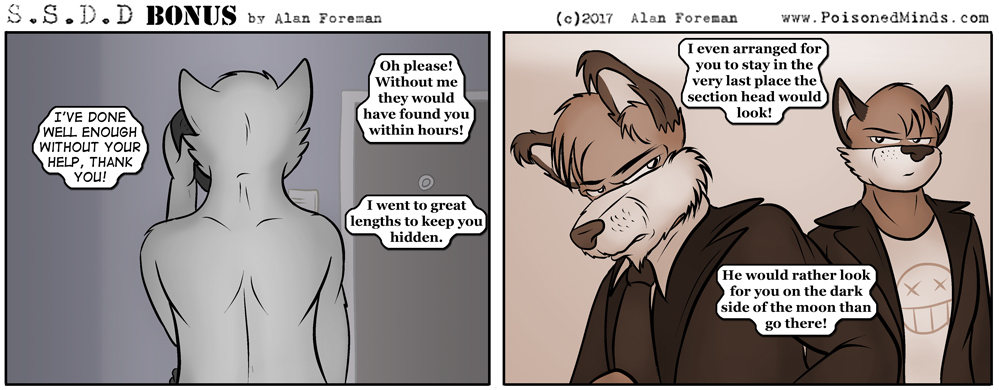 S.S.D.D BONUS by Alan Foreman (c)2017 Alan Foreman www.PoisonedMinds.com
I'VE DONE
WELL ENOUGH
WITHOUT YOUR
HELP, THANK
YOU!
Oh please!
Without me
they would
have found you
within hours!
I went to great
lengths to keep you
hidden.
I even arranged for
you to stay in the
very last place the
section head would
look!
He would rather look
for you on the dark
side of the moon than
go there!